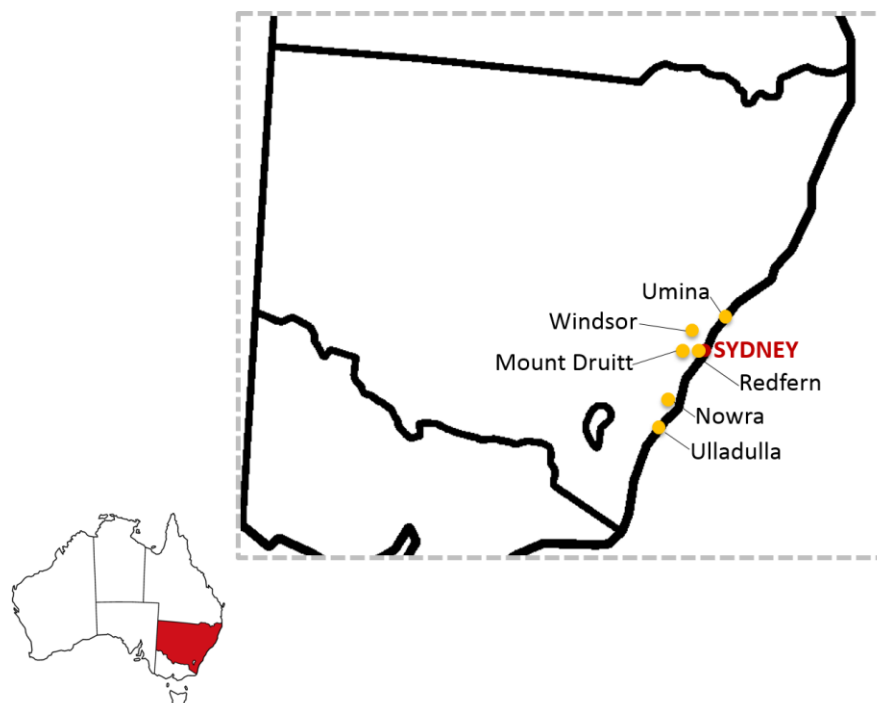 Umina
Windsor
SYDNEY
Mount Druitt
Redfern
Nowra
Ulladulla